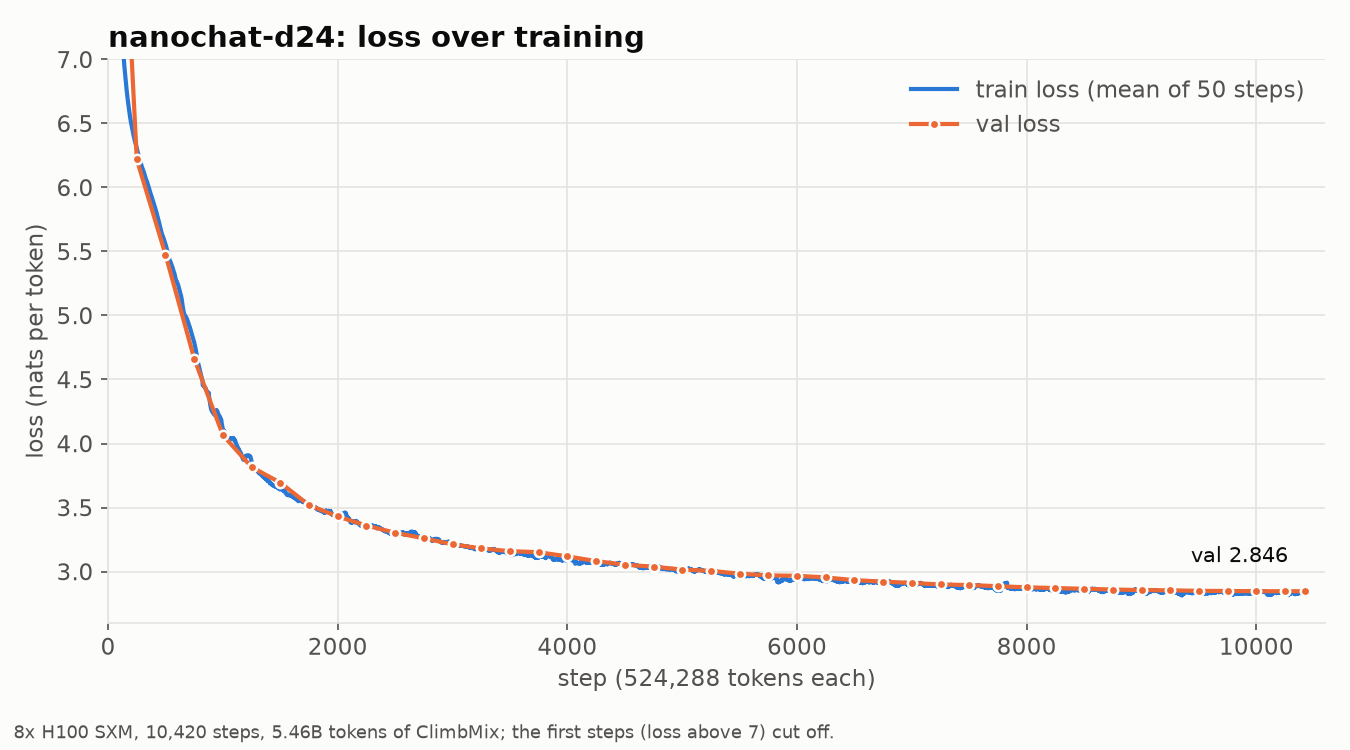 nanochat-d24: loss over training
7.0
6.5
6.0
5.5
5.0
4.5
4.0
3.5
3.0
loss (nats per token)
train loss (mean of 50 steps)
val loss
val 2.846
0 2000 4000 6000 8000 10000
step (524,288 tokens each)
8x H100 SXM, 10,420 steps, 5.46B tokens of ClimbMix; the first steps (loss above 7) cut off.